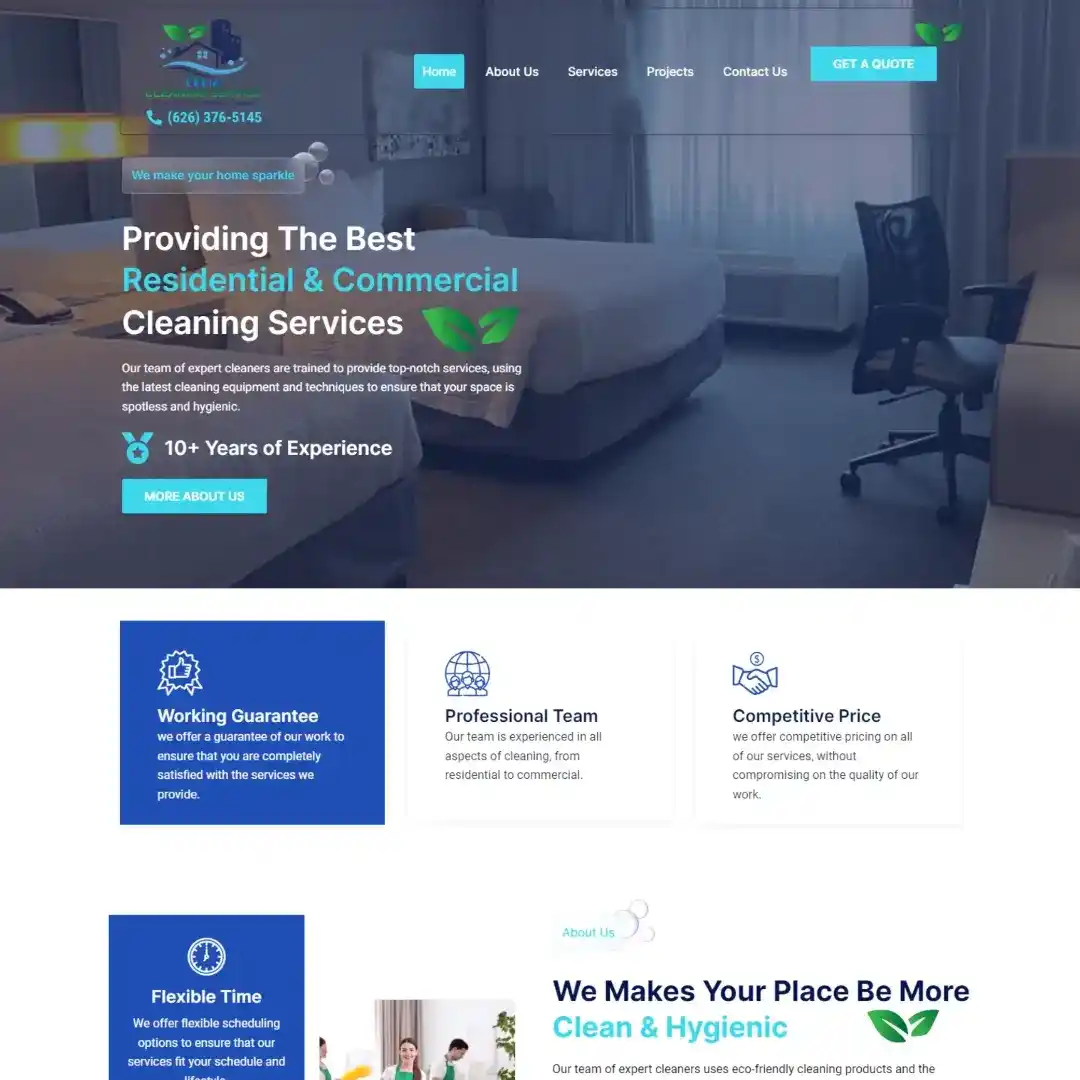 CLEANING SERVICE
(626) 376-5145
Home
About Us
Services
Projects
Contact Us
GET A QUOTE
We make your home sparkle
Providing The Best
Residential & Commercial
Cleaning Services
Our team of expert cleaners are trained to provide top-notch services, using
the latest cleaning equipment and techniques to ensure that your space is
spotless and hygienic.
10+ Years of Experience
MORE ABOUT US
Working Guarantee
we offer a guarantee of our work to
ensure that you are completely
satisfied with the services we
provide.
Professional Team
Our team is experienced in all
aspects of cleaning, from
residential to commercial.
Competitive Price
we offer competitive pricing on all
of our services, without
compromising on the quality of our
work.
Flexible Time
We offer flexible scheduling
options to ensure that our
services fit your schedule and
lifestyle
About Us
We Makes Your Place Be More
Clean & Hygienic
Our team of expert cleaners uses eco-friendly cleaning products and the